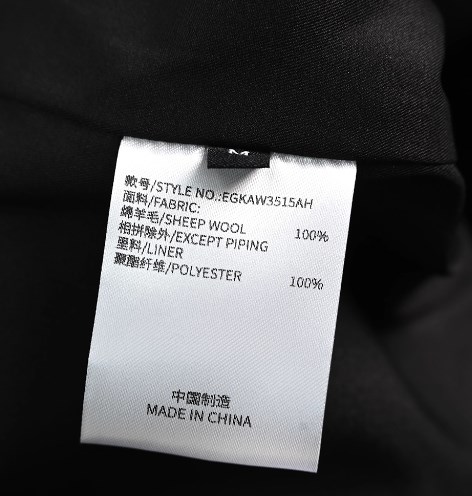 M
款号/STYLE NO.:EGKAW3515AH
面料/FABRIC:
绵羊毛/SHEEP WOOL 100%
相拼除外/EXCEPT PIPING
里料/LINER
聚酯纤维/POLYESTER 100%
中国制造
MADE IN CHINA